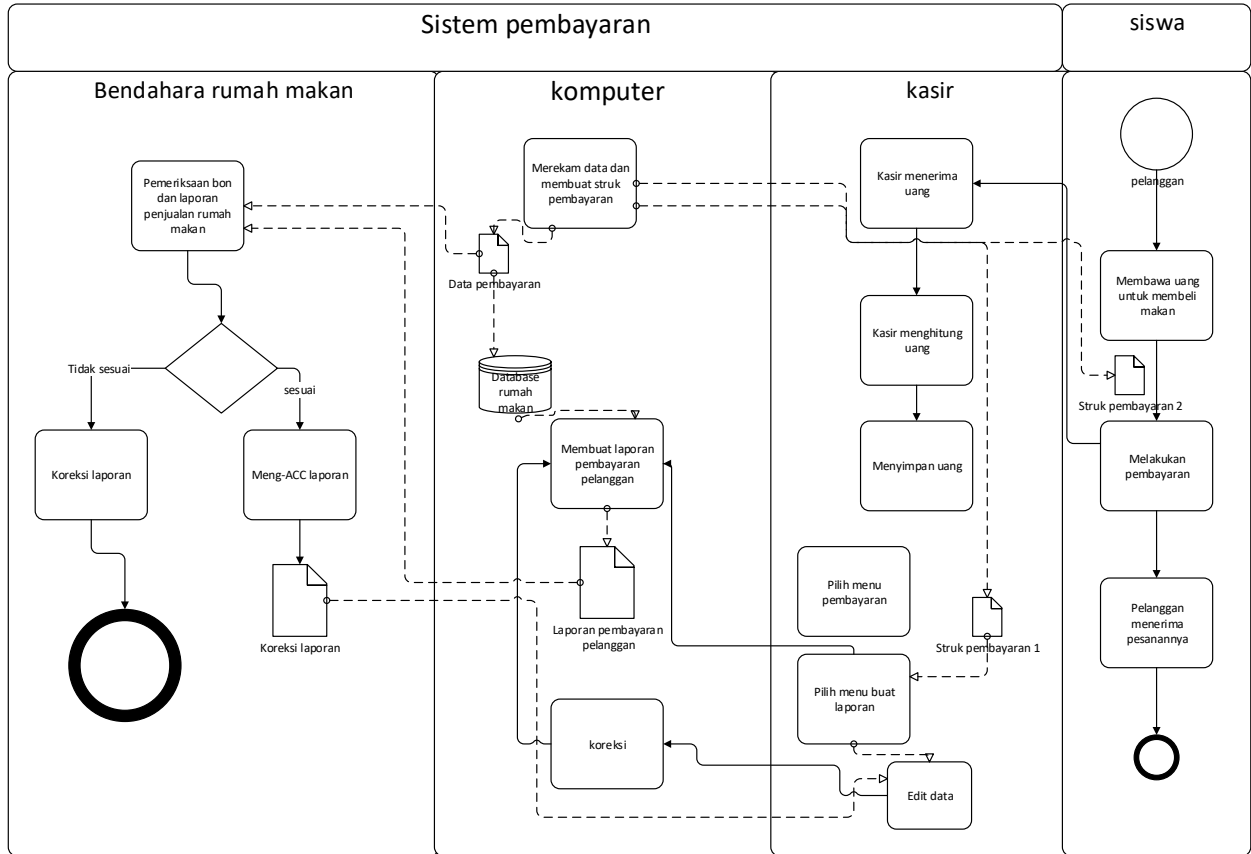 Sistem pembayaran
siswa
Bendahara rumah makan
komputer
kasir
pelanggan
Pemeriksaan bon
dan laporan
penjualan rumah
makan
Merekam data dan
membuat struk
pembayaran
Kasir menerima
uang
Data pembayaran
Membawa uang
untuk membeli
makan
Kasir menghitung
uang
Database
rumah
makan
Tidak sesuai
sesuai
Struk pembayaran 2
Koreksi laporan
Meng-ACC laporan
Membuat laporan
pembayaran
pelanggan
Menyimpan uang
Melakukan
pembayaran
Koreksi laporan
Laporan pembayaran
pelanggan
Pilih menu
pembayaran
Struk pembayaran 1
Pelanggan
menerima
pesanannya
Pilih menu buat
laporan
koreksi
Edit data